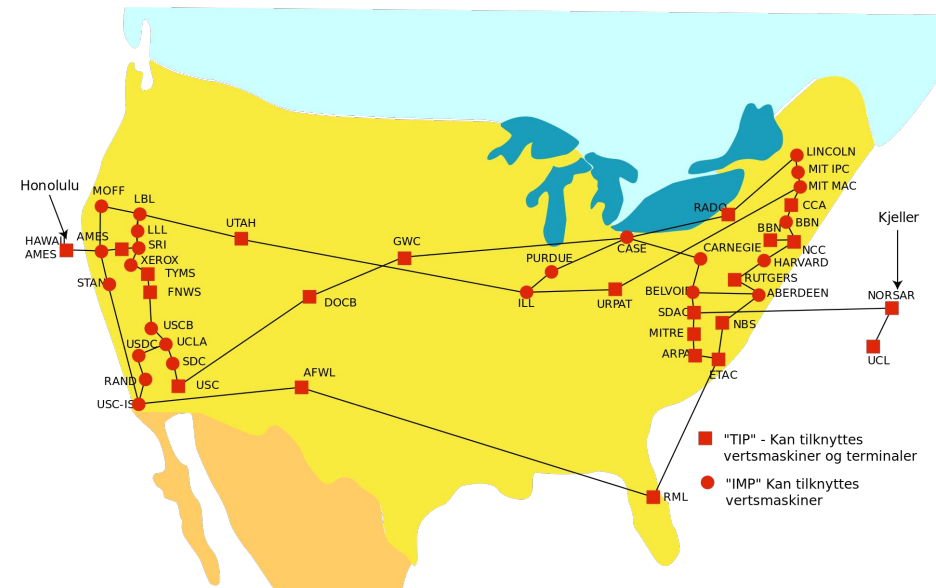 LINCOLN
MIT IPC
MIT MAC
Honolulu
MOFF
LBL
RADO
CCA
Kjeller
UTAH
BBN
BBN
LLL
HAWAI
AMES
AMES
SRI
GWC
CASE
CARNEGIE
NCC
PURDUE
HARVARD
XEROX
TYMS
STAN
RUTGERS
FNWS
DOCB
ILL
URPAT
BELVOIR
ABERDEEN
NORSAR
SDAC
USCB
NBS
MITRE
USDC
UCLA
ARPA
SDC
UCL
ETAC
AFWL
RAND
USC
USC-ISI
"TIP" - Kan tilknyttes
vertsmaskiner og terminaler
"IMP" Kan tilknyttes
vertsmaskiner
RML